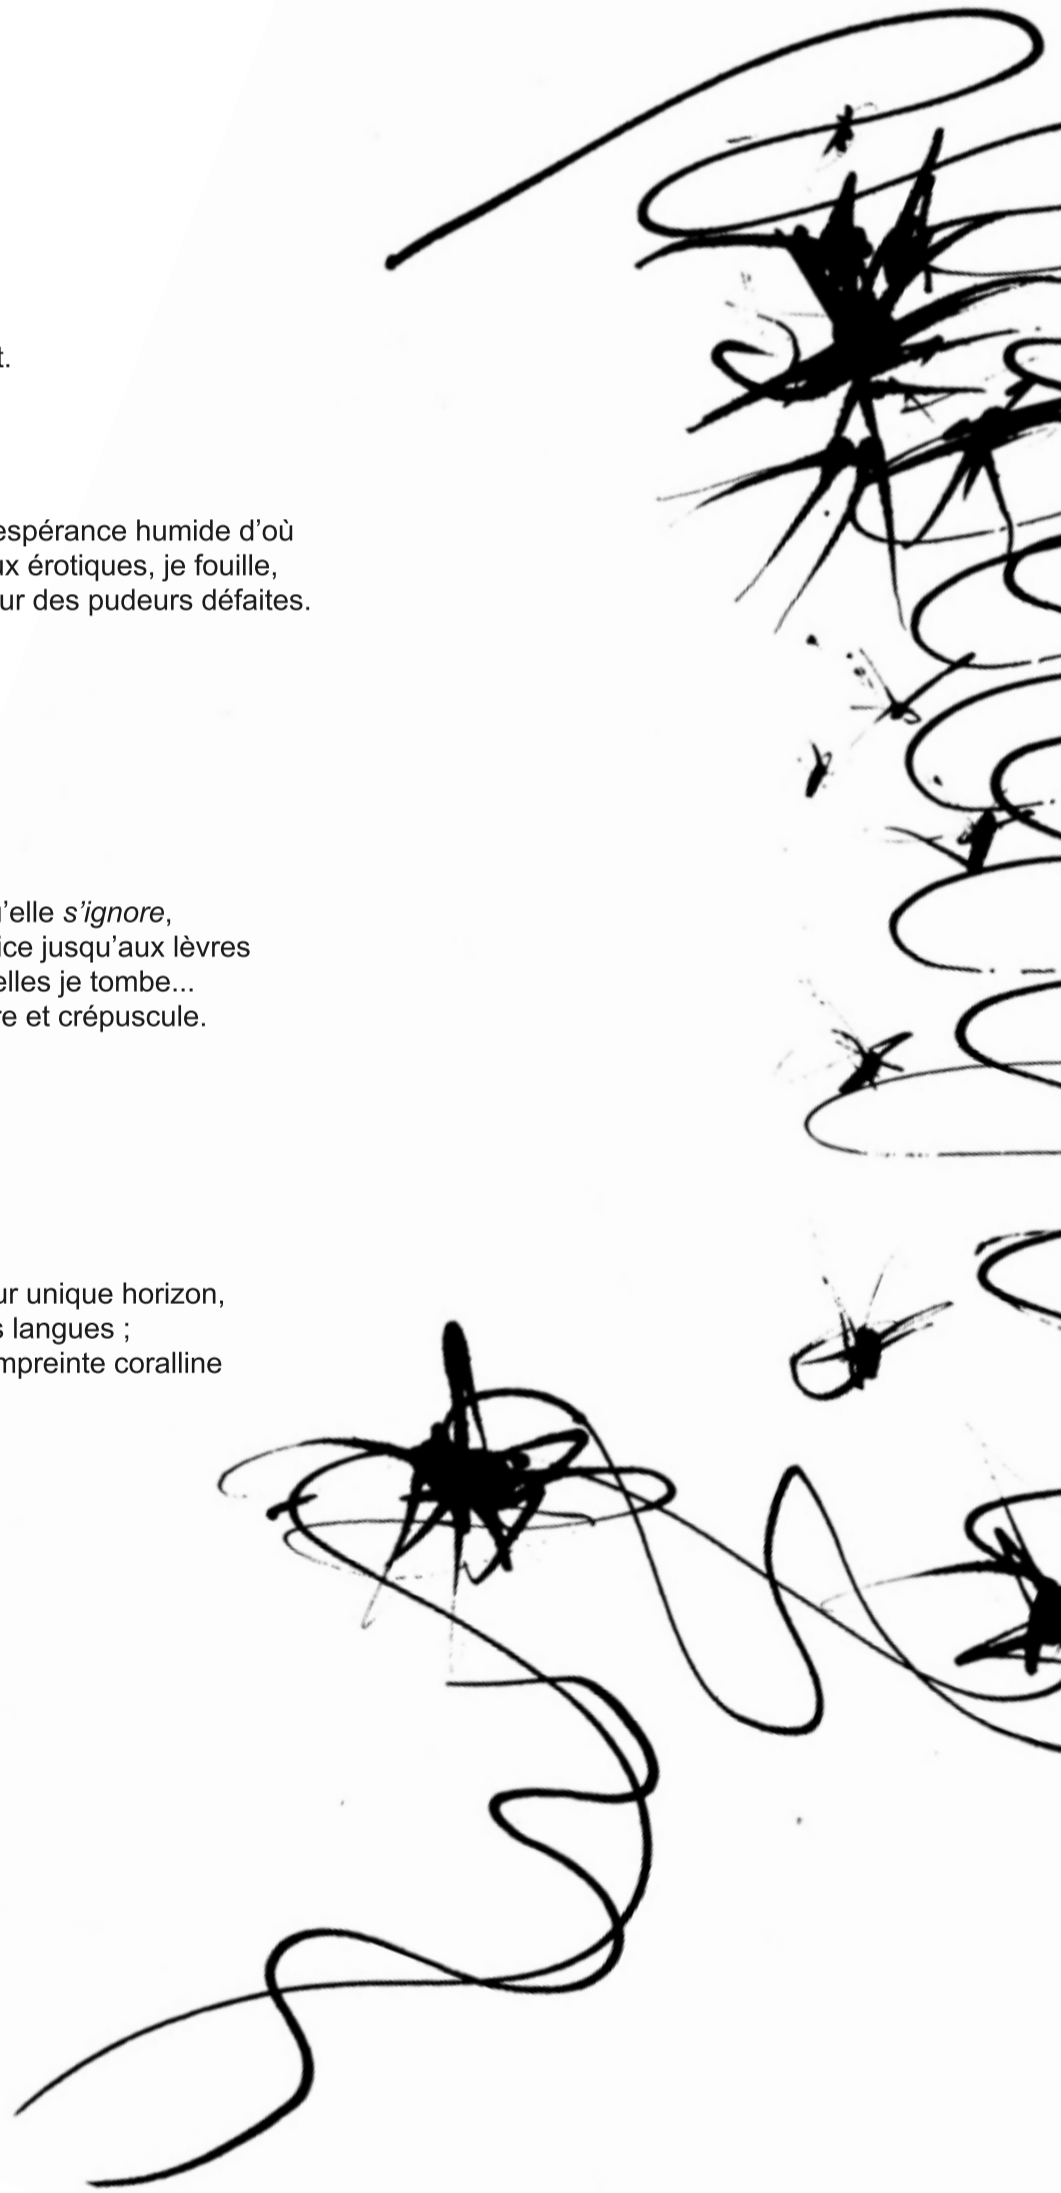 t.
espérance humide d’où
ux érotiques, je fouille,
ur des pudeurs défaites.
u’elle s’ignore,
ice jusqu’aux lèvres
elles je tombe...
re et crépuscule.
ur unique horizon,
s langues ;
mpreinte coralline